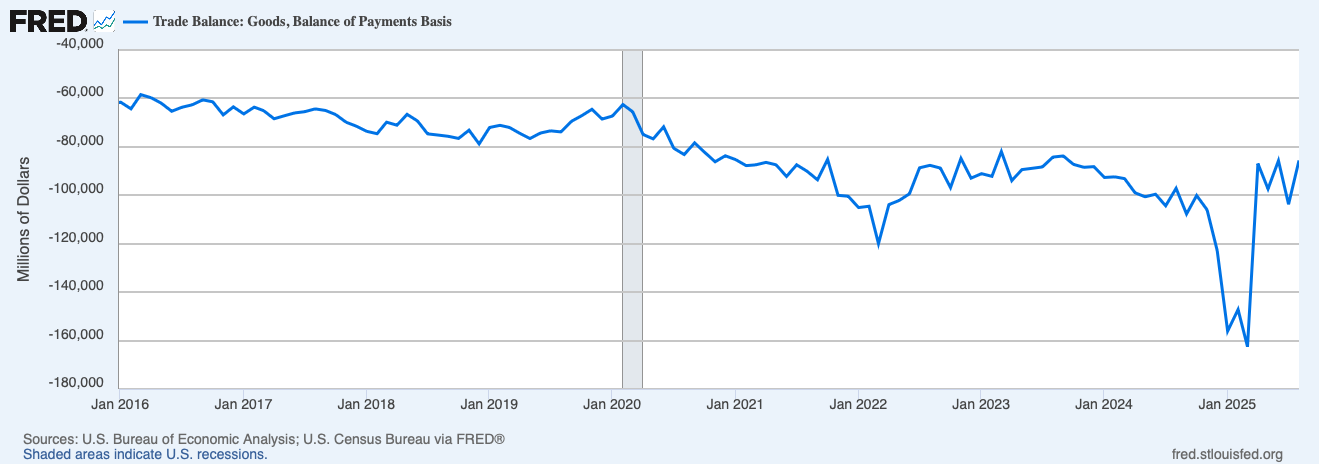 FRED
Trade Balance: Goods, Balance of Payments Basis
-40,000
-60,000
-80,000
-100,000
-120,000
-140,000
-160,000
-180,000
Millions of Dollars
Jan 2016 Jan 2017 Jan 2018 Jan 2019 Jan 2020 Jan 2021 Jan 2022 Jan 2023 Jan 2024 Jan 2025
Sources: U.S. Bureau of Economic Analysis; U.S. Census Bureau via FRED®
Shaded areas indicate U.S. recessions.
fred.stlouisfed.org